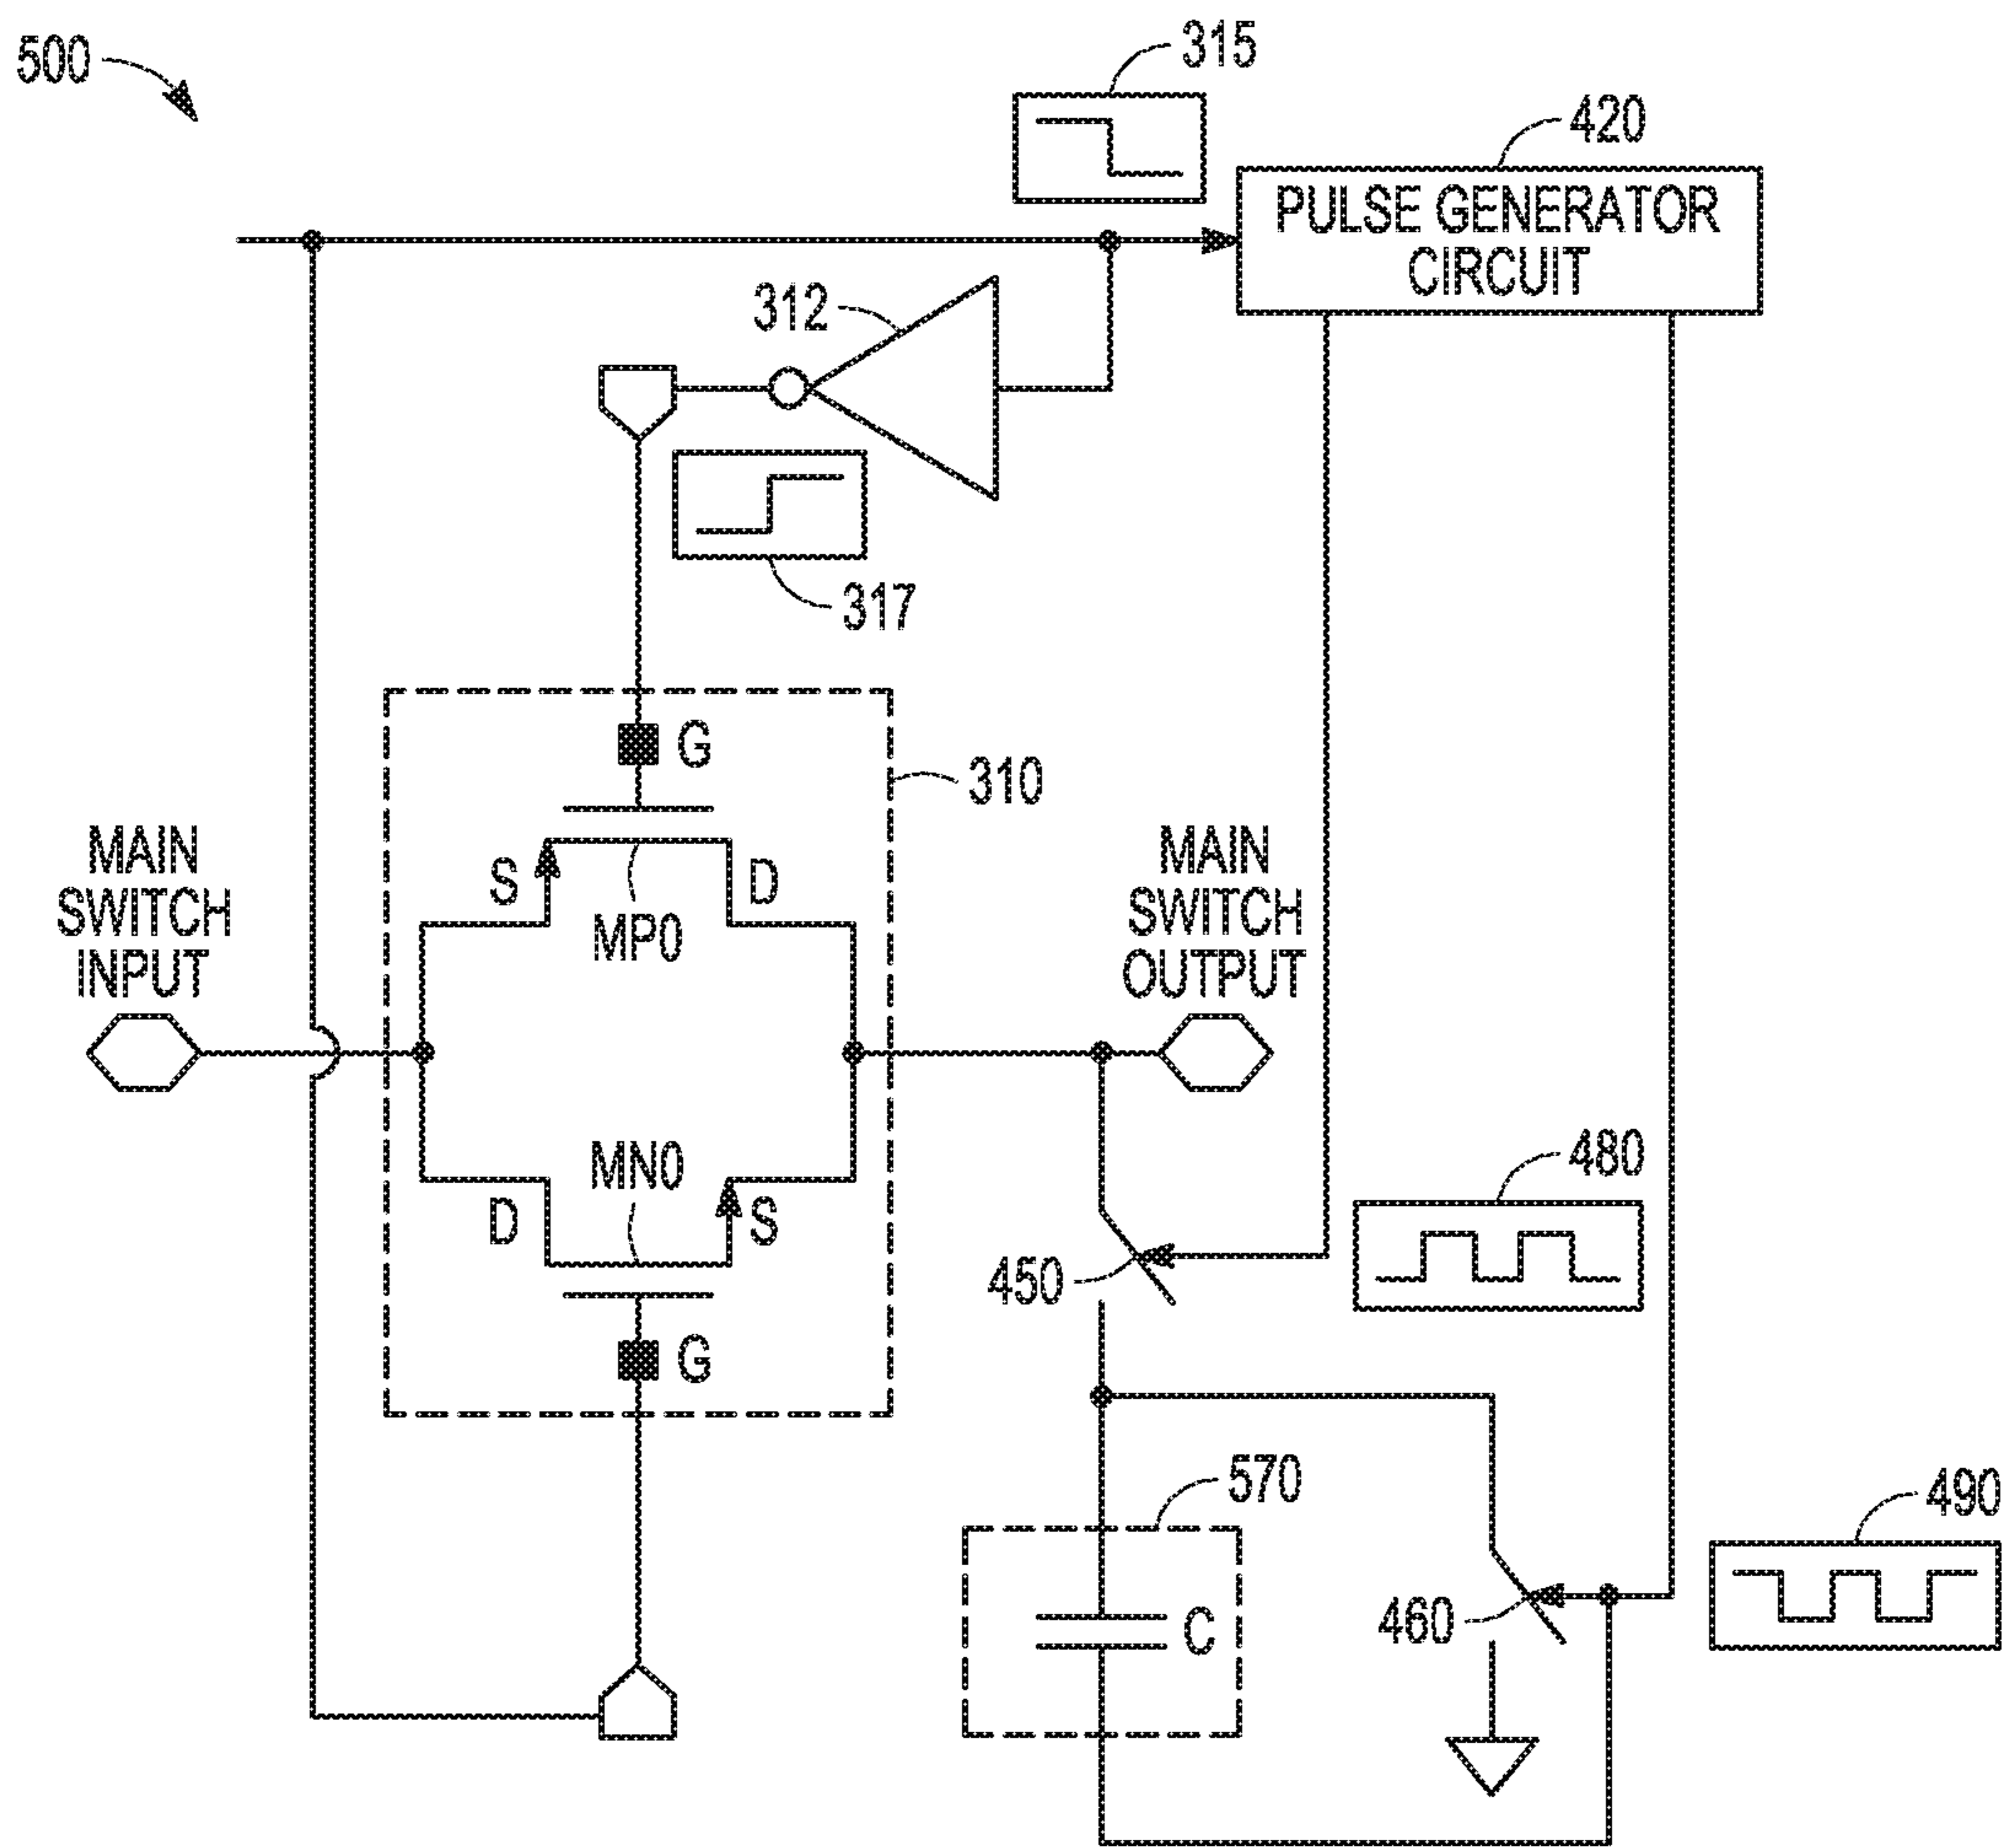 500
315
420
PULSE GENERATOR
CIRCUIT
312
317
G
310
MAIN
SWITCH
INPUT
S
D
MP0
MAIN
SWITCH
OUTPUT
MN0
D
S
480
450
G
570
490
C
460